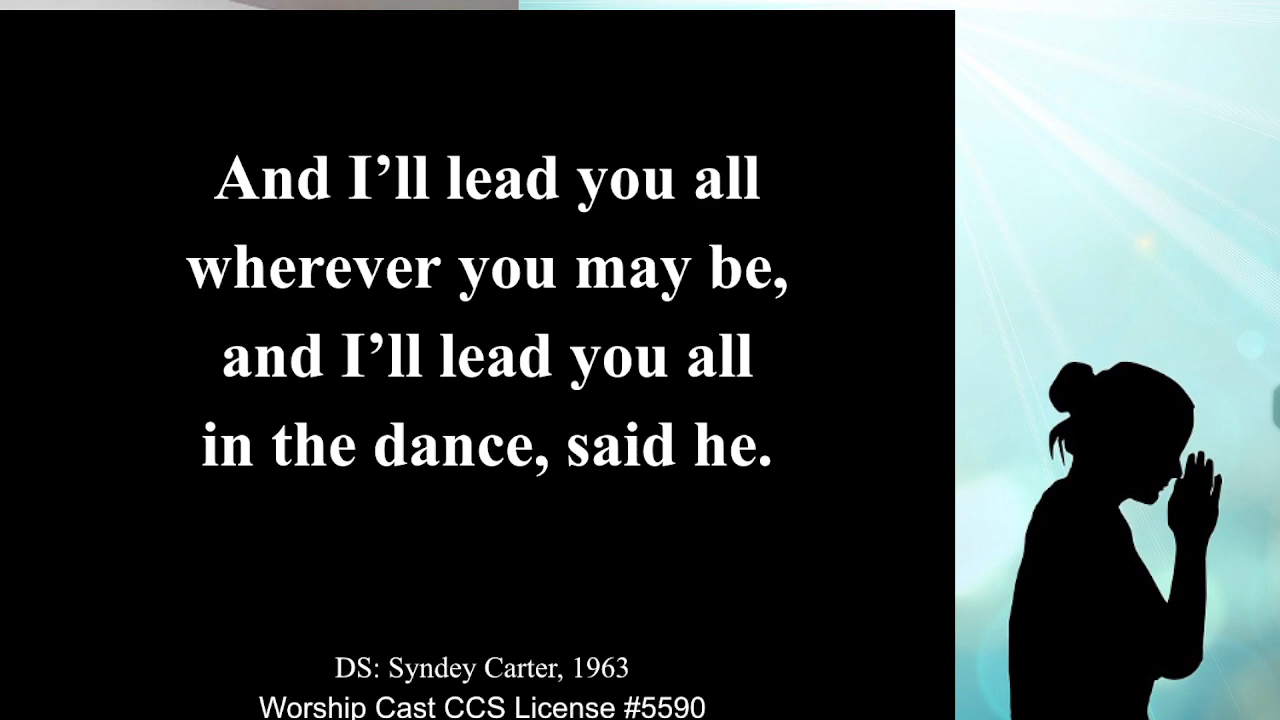 And I’ll lead you all
wherever you may be,
and I’ll lead you all
in the dance, said he.
DS: Syndey Carter, 1963
Worship Cast CCS License #5590